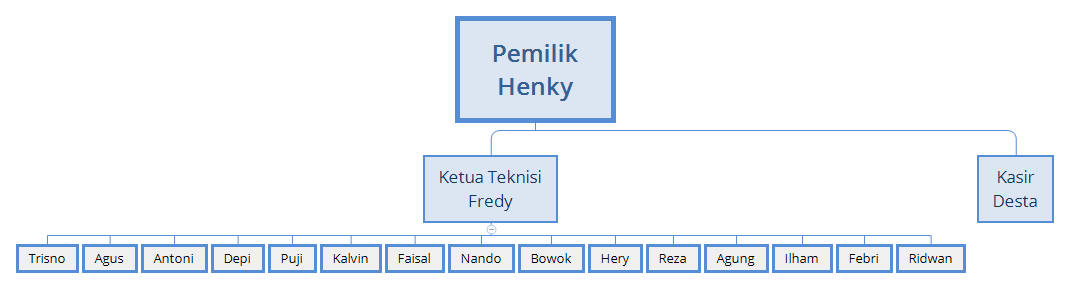 Pemilik
Henky
Ketua Teknisi
Fredy
Kasir
Desta
Trisno Agus Antoni Depi Puji Kalvin Faisal Nando Bowok Hery Reza Agung Ilham Febri Ridwan